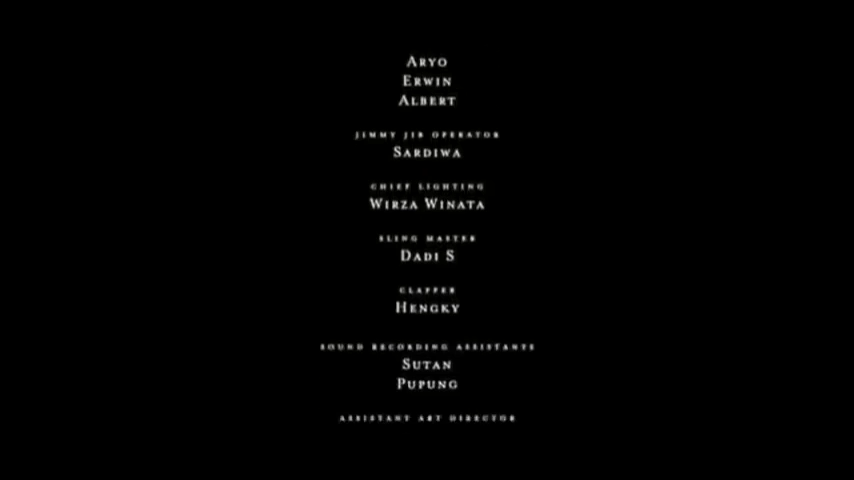 ARYO
ERWIN
ALBERT
JIMMY JIB OPERATOR
SARDIWA
CHIEF LIGHTING
WIRZA WINATA
SLING MASTER
DADI S
CLAPPER
HENGKY
SOUND RECORDING ASSISTANTS
SUTAN
PUPUNG
ASSISTANT ART DIRECTOR